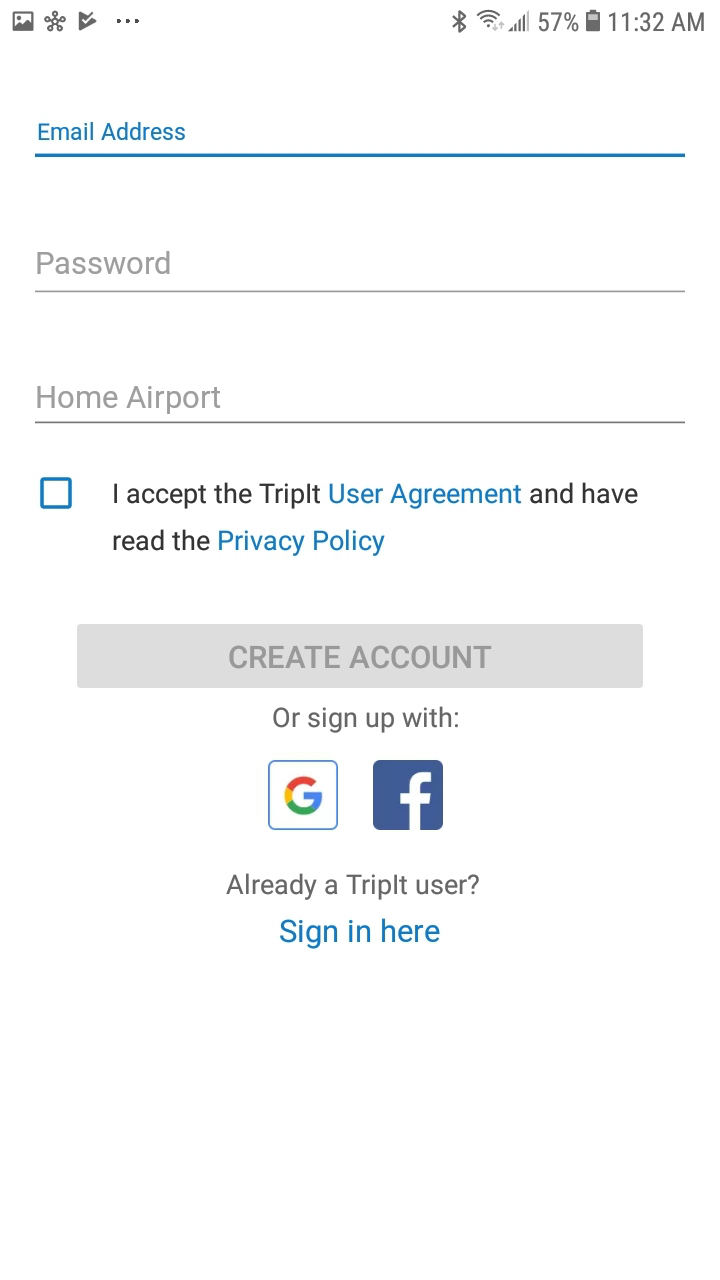 57% 11:32 AM
Email Address
Password
Home Airport
I accept the TripIt User Agreement and have
read the Privacy Policy
CREATE ACCOUNT
Or sign up with:
Already a TripIt user?
Sign in here